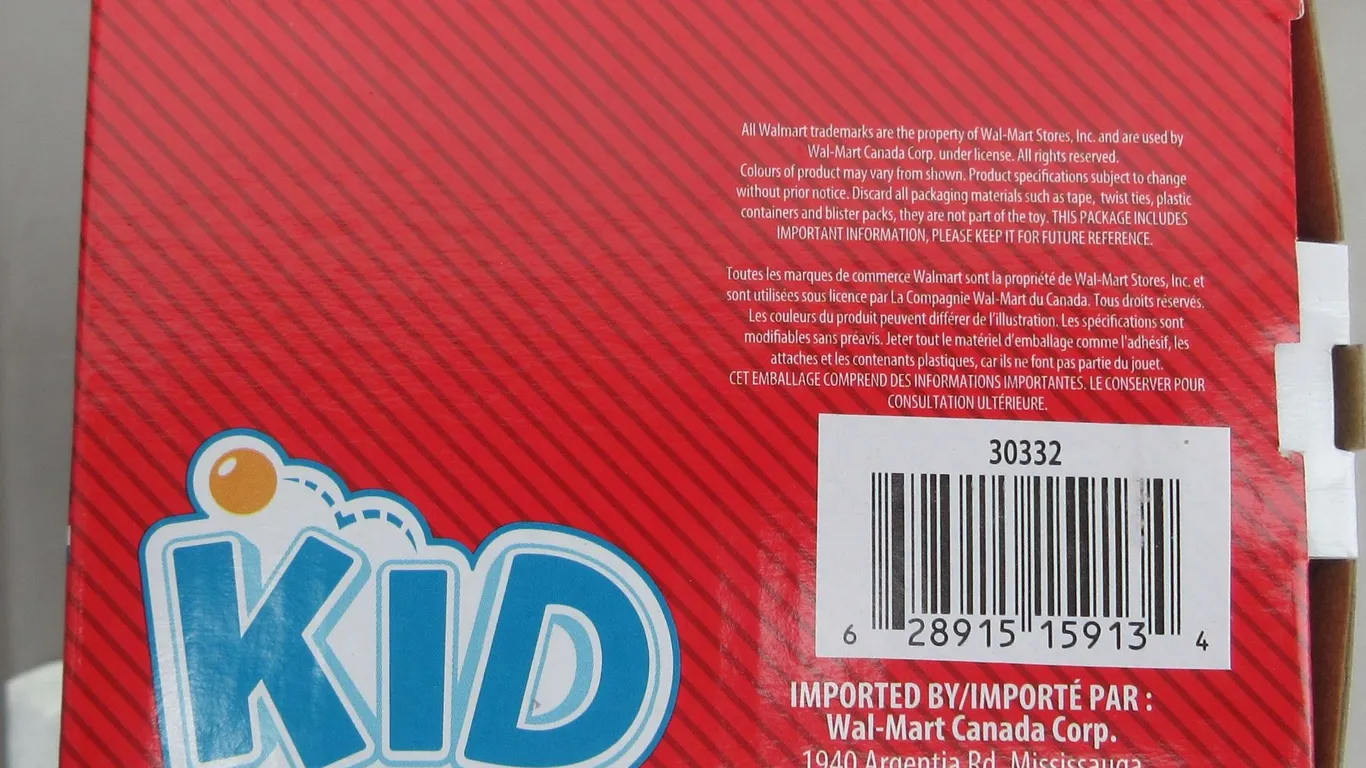 All Walmart trademarks are the property of Wal-Mart Stores, Inc. and are used by
Wal-Mart Canada Corp. under license. All rights reserved.
Colours of product may vary from shown. Product specifications subject to change
without prior notice. Discard all packaging materials such as tape, twist ties, plastic
containers and blister packs, they are not part of the toy. THIS PACKAGE INCLUDES
IMPORTANT INFORMATION, PLEASE KEEP IT FOR FUTURE REFERENCE.
Toutes les marques de commerce Walmart sont la propriété de Wal-Mart Stores, Inc. et
sont utilisées sous licence par La Compagnie Wal-Mart du Canada. Tous droits réservés.
Les couleurs du produit peuvent différer de l'illustration. Les spécifications sont
modifiables sans préavis. Jeter tout le matériel d'emballage comme l'adhésif, les
attaches et les contenants plastiques, car ils ne font pas partie du jouet.
CET EMBALLAGE COMPREND DES INFORMATIONS IMPORTANTES. LE CONSERVER POUR
CONSULTATION ULTÉRIEURE.
30332
6 28915 15913 4
KID
IMPORTED BY/IMPORTÉ PAR :
Wal-Mart Canada Corp.
1940 Argentia Rd, Mississauga